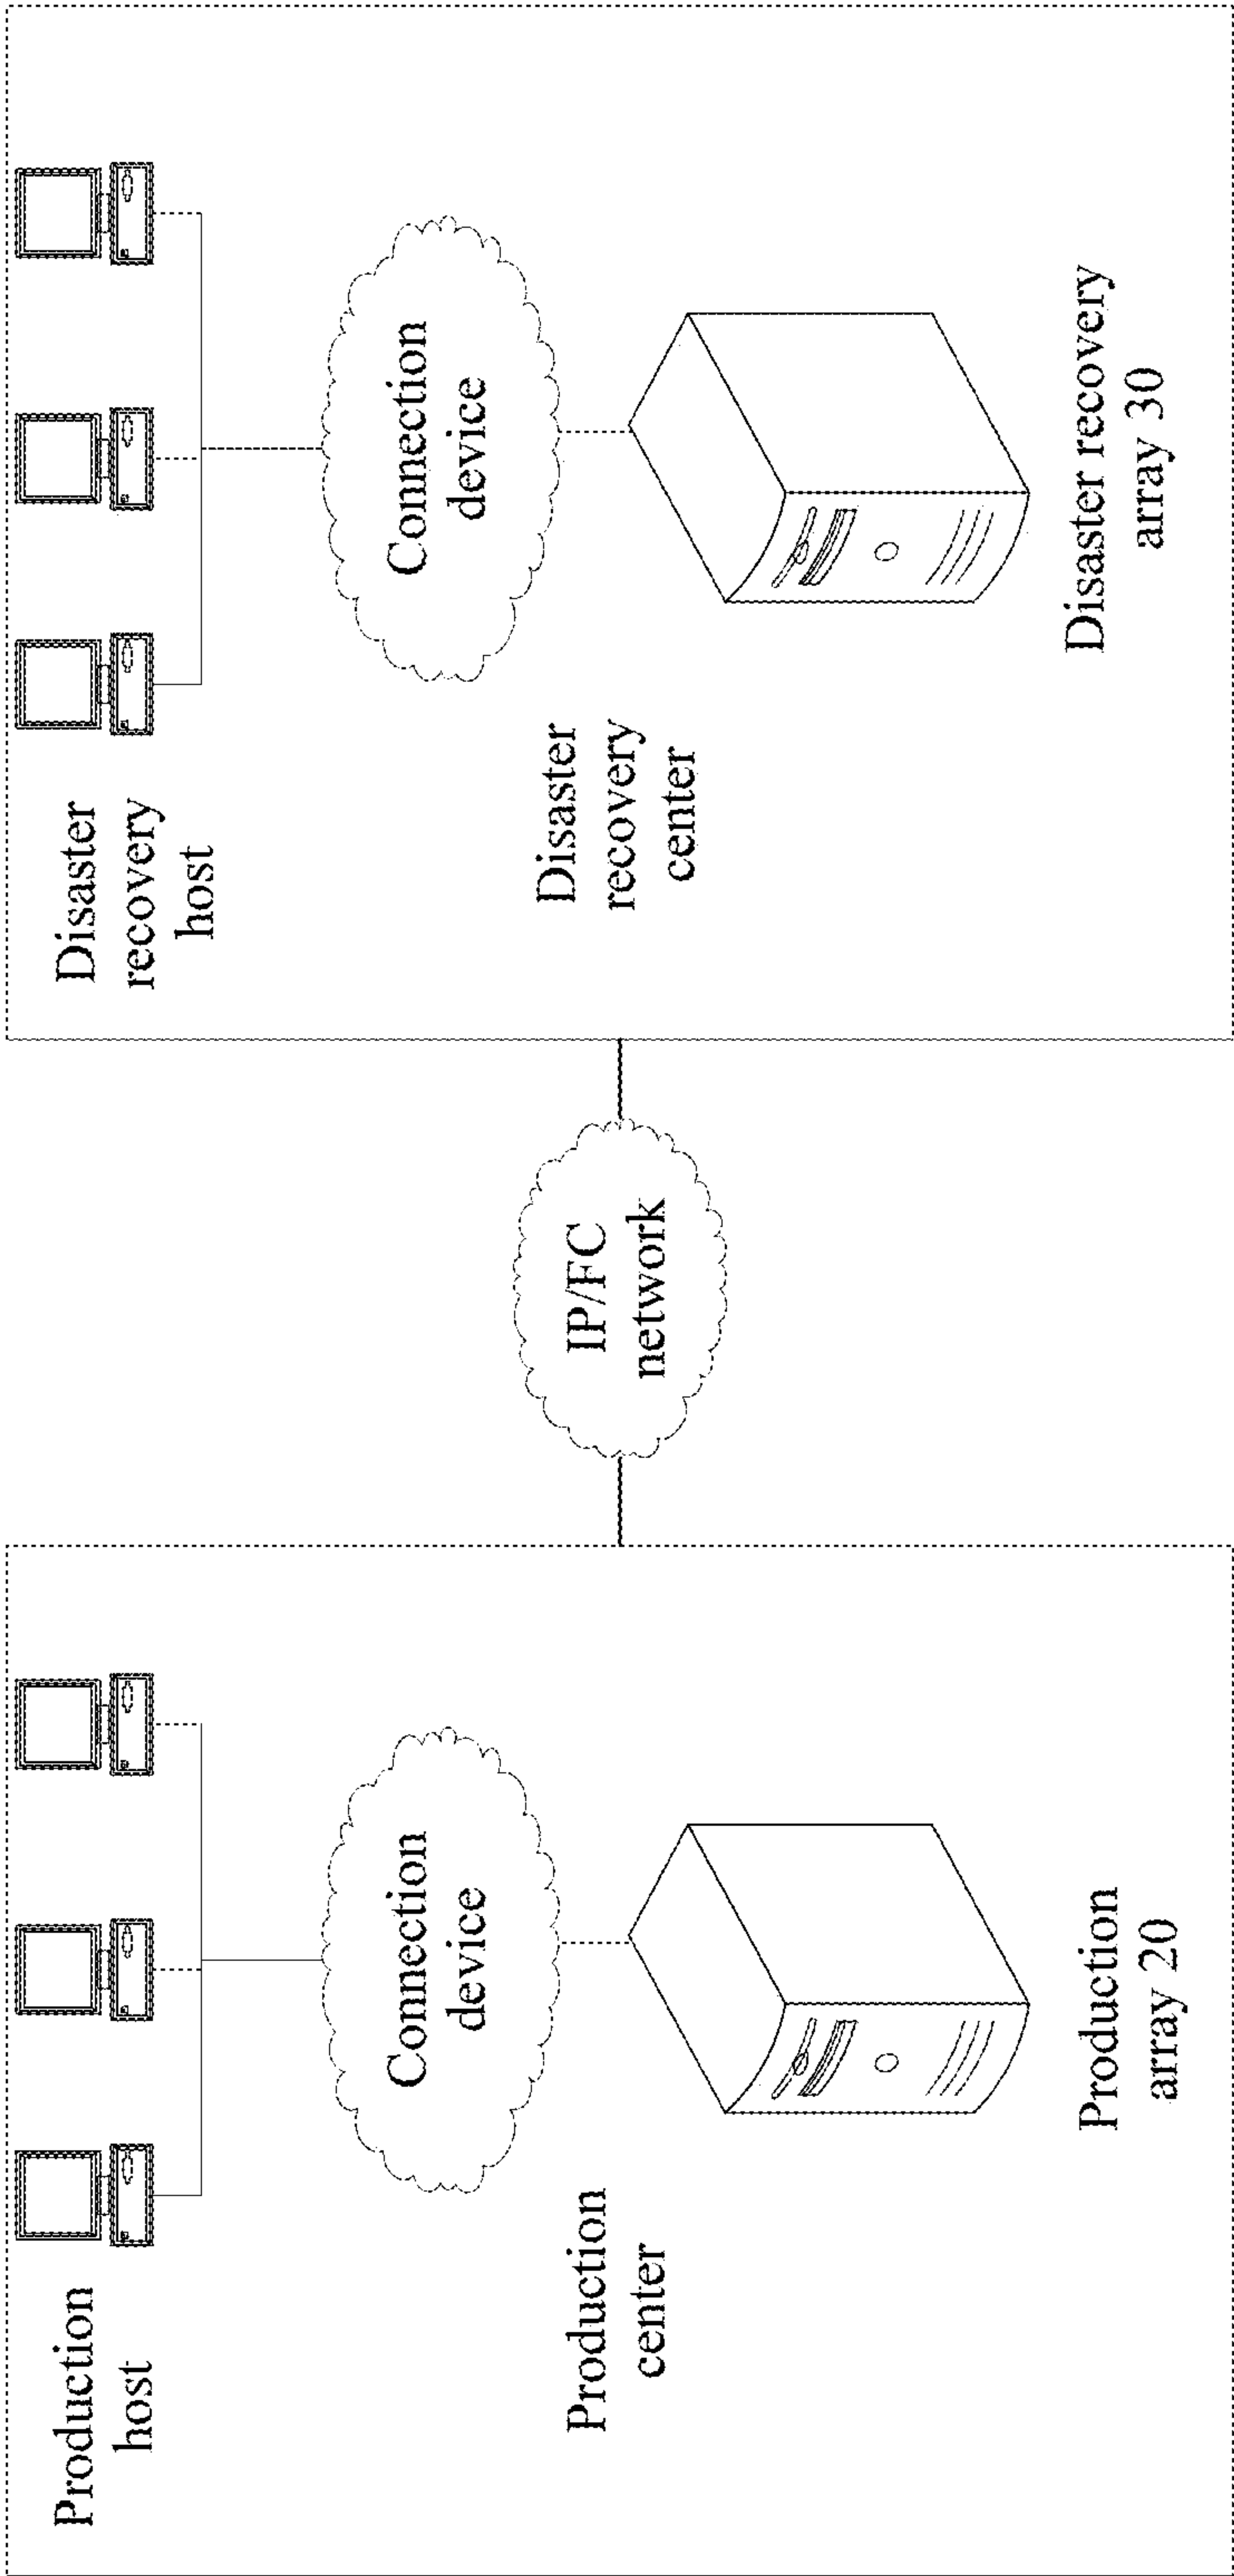 Production
host
Connection
device
Production
center
Production
array 20
IP/FC
network
Disaster
recovery
host
Connection
device
Disaster
recovery
center
Disaster recovery
array 30